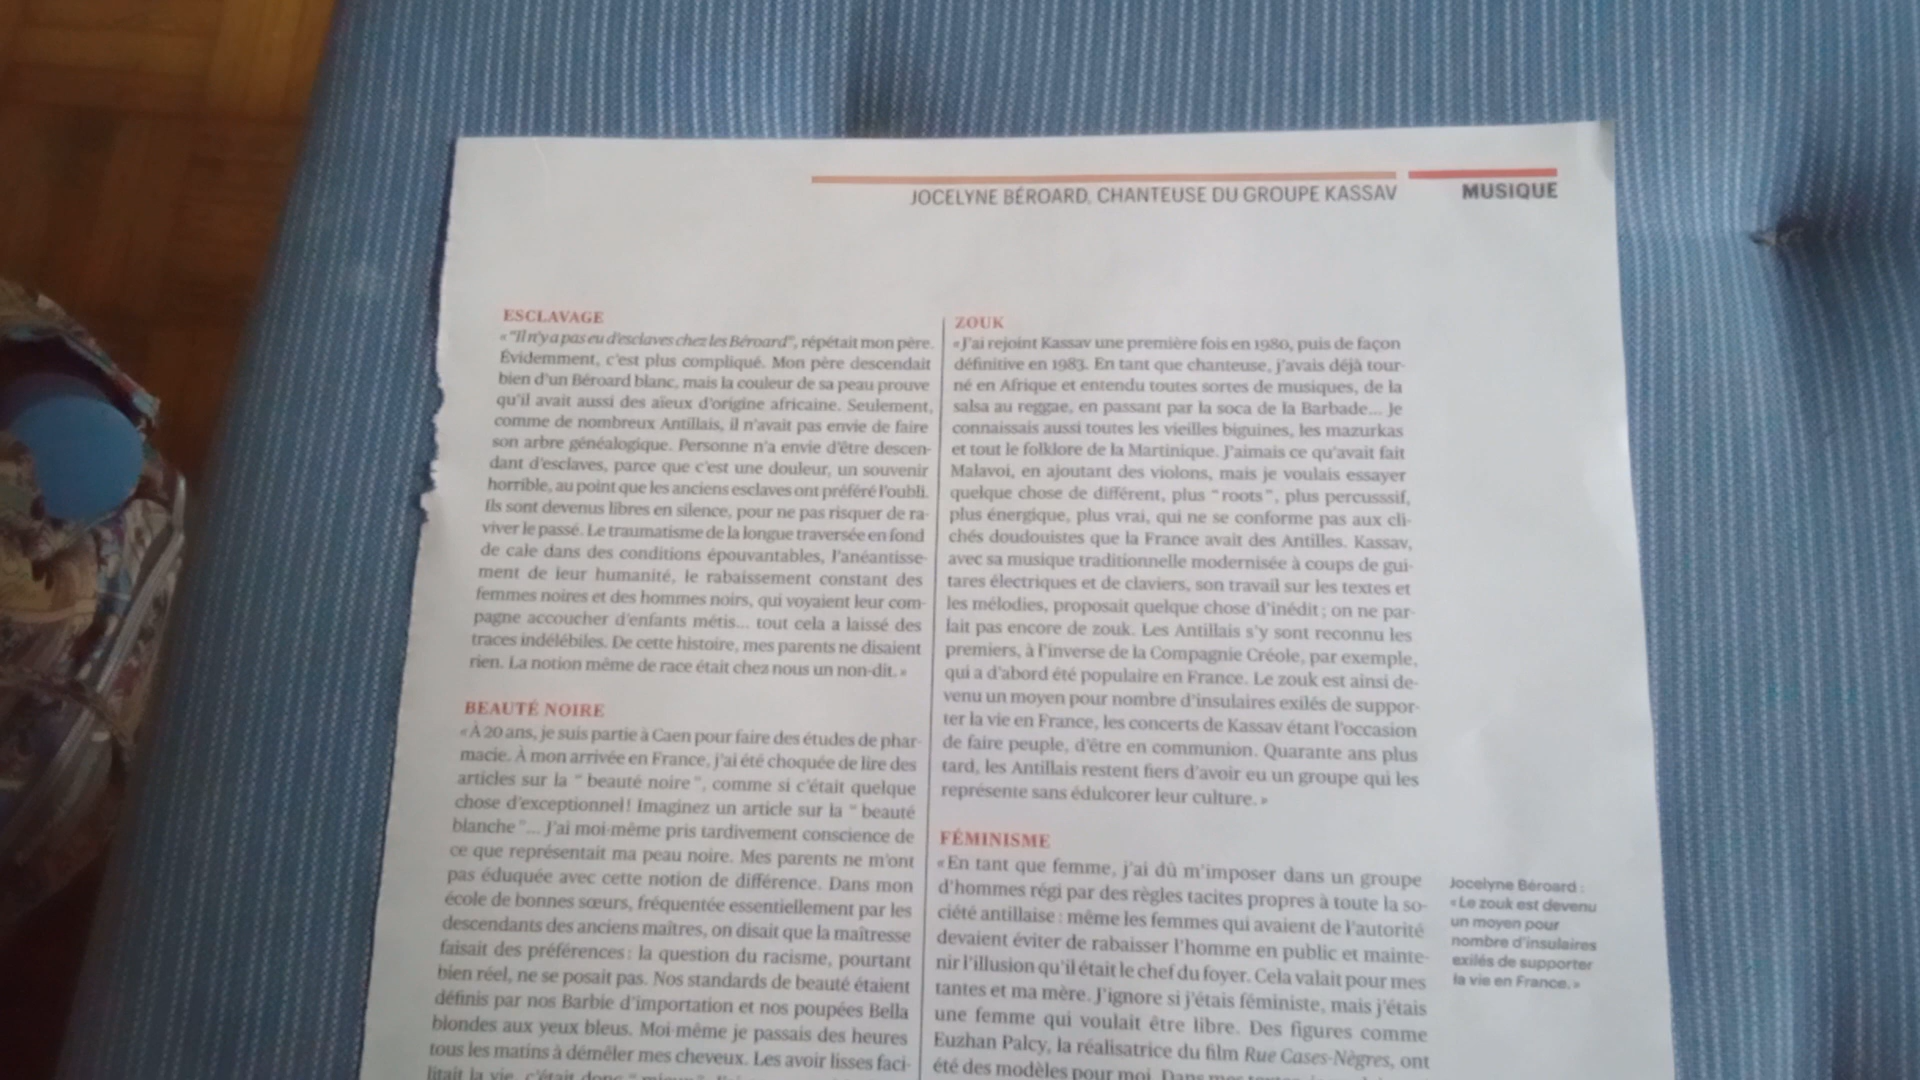 JOCELYNE BÉROARD, CHANTEUSE DU GROUPE KASSAV
MUSIQUE
ESCLAVAGE
« "Il n'y a pas eu d'esclaves chez les Béroard", répétait mon père.
Évidemment, c'est plus compliqué. Mon père descendait
bien d'un Béroard blanc, mais la couleur de sa peau prouve
qu'il avait aussi des aïeux d'origine africaine. Seulement,
comme de nombreux Antillais, il n'avait pas envie de faire
son arbre généalogique. Personne n'a envie d'être descen-
dant d'esclaves, parce que c'est une douleur, un souvenir
horrible, au point que les anciens esclaves ont préféré l'oubli.
Ils sont devenus libres en silence, pour ne pas risquer de ra-
viver le passé. Le traumatisme de la longue traversée en fond
de cale dans des conditions épouvantables, l'anéantisse-
ment de leur humanité, le rabaissement constant des
femmes noires et des hommes noirs, qui voyaient leur com-
pagne accoucher d'enfants métis... tout cela a laissé des
traces indélébiles. De cette histoire, mes parents ne disaient
rien. La notion même de race était chez nous un non-dit. »
BEAUTÉ NOIRE
« À 20 ans, je suis partie à Caen pour faire des études de phar-
macie. À mon arrivée en France, j'ai été choquée de lire des
articles sur la " beauté noire ", comme si c'était quelque
chose d'exceptionnel ! Imaginez un article sur la " beauté
blanche "... J'ai moi-même pris tardivement conscience de
ce que représentait ma peau noire. Mes parents ne m'ont
pas éduquée avec cette notion de différence. Dans mon
école de bonnes sœurs, fréquentée essentiellement par les
descendants des anciens maîtres, on disait que la maîtresse
faisait des préférences : la question du racisme, pourtant
bien réel, ne se posait pas. Nos standards de beauté étaient
définis par nos Barbie d'importation et nos poupées Bella
blondes aux yeux bleus. Moi-même je passais des heures
tous les matins à démêler mes cheveux. Les avoir lisses faci-
litait la vie, c'était donc " mieux "
ZOUK
« J'ai rejoint Kassav une première fois en 1980, puis de façon
définitive en 1983. En tant que chanteuse, j'avais déjà tour-
né en Afrique et entendu toutes sortes de musiques, de la
salsa au reggae, en passant par la soca de la Barbade... Je
connaissais aussi toutes les vieilles biguines, les mazurkas
et tout le folklore de la Martinique. J'aimais ce qu'avait fait
Malavoi, en ajoutant des violons, mais je voulais essayer
quelque chose de différent, plus "roots", plus percusssif,
plus énergique, plus vrai, qui ne se conforme pas aux cli-
chés doudouistes que la France avait des Antilles. Kassav,
avec sa musique traditionnelle modernisée à coups de gui-
tares électriques et de claviers, son travail sur les textes et
les mélodies, proposait quelque chose d'inédit ; on ne par-
lait pas encore de zouk. Les Antillais s'y sont reconnu les
premiers, à l'inverse de la Compagnie Créole, par exemple,
qui a d'abord été populaire en France. Le zouk est ainsi de-
venu un moyen pour nombre d'insulaires exilés de suppor-
ter la vie en France, les concerts de Kassav étant l'occasion
de faire peuple, d'être en communion. Quarante ans plus
tard, les Antillais restent fiers d'avoir eu un groupe qui les
représente sans édulcorer leur culture. »
FÉMINISME
« En tant que femme, j'ai dû m'imposer dans un groupe
d'hommes régi par des règles tacites propres à toute la so-
ciété antillaise : même les femmes qui avaient de l'autorité
devaient éviter de rabaisser l'homme en public et mainte-
nir l'illusion qu'il était le chef du foyer. Cela valait pour mes
tantes et ma mère. J'ignore si j'étais féministe, mais j'étais
une femme qui voulait être libre. Des figures comme
Euzhan Palcy, la réalisatrice du film Rue Cases-Nègres, ont
été des modèles pour moi. Dans mes
Jocelyne Béroard :
« Le zouk est devenu
un moyen pour
nombre d'insulaires
exilés de supporter
la vie en France. »